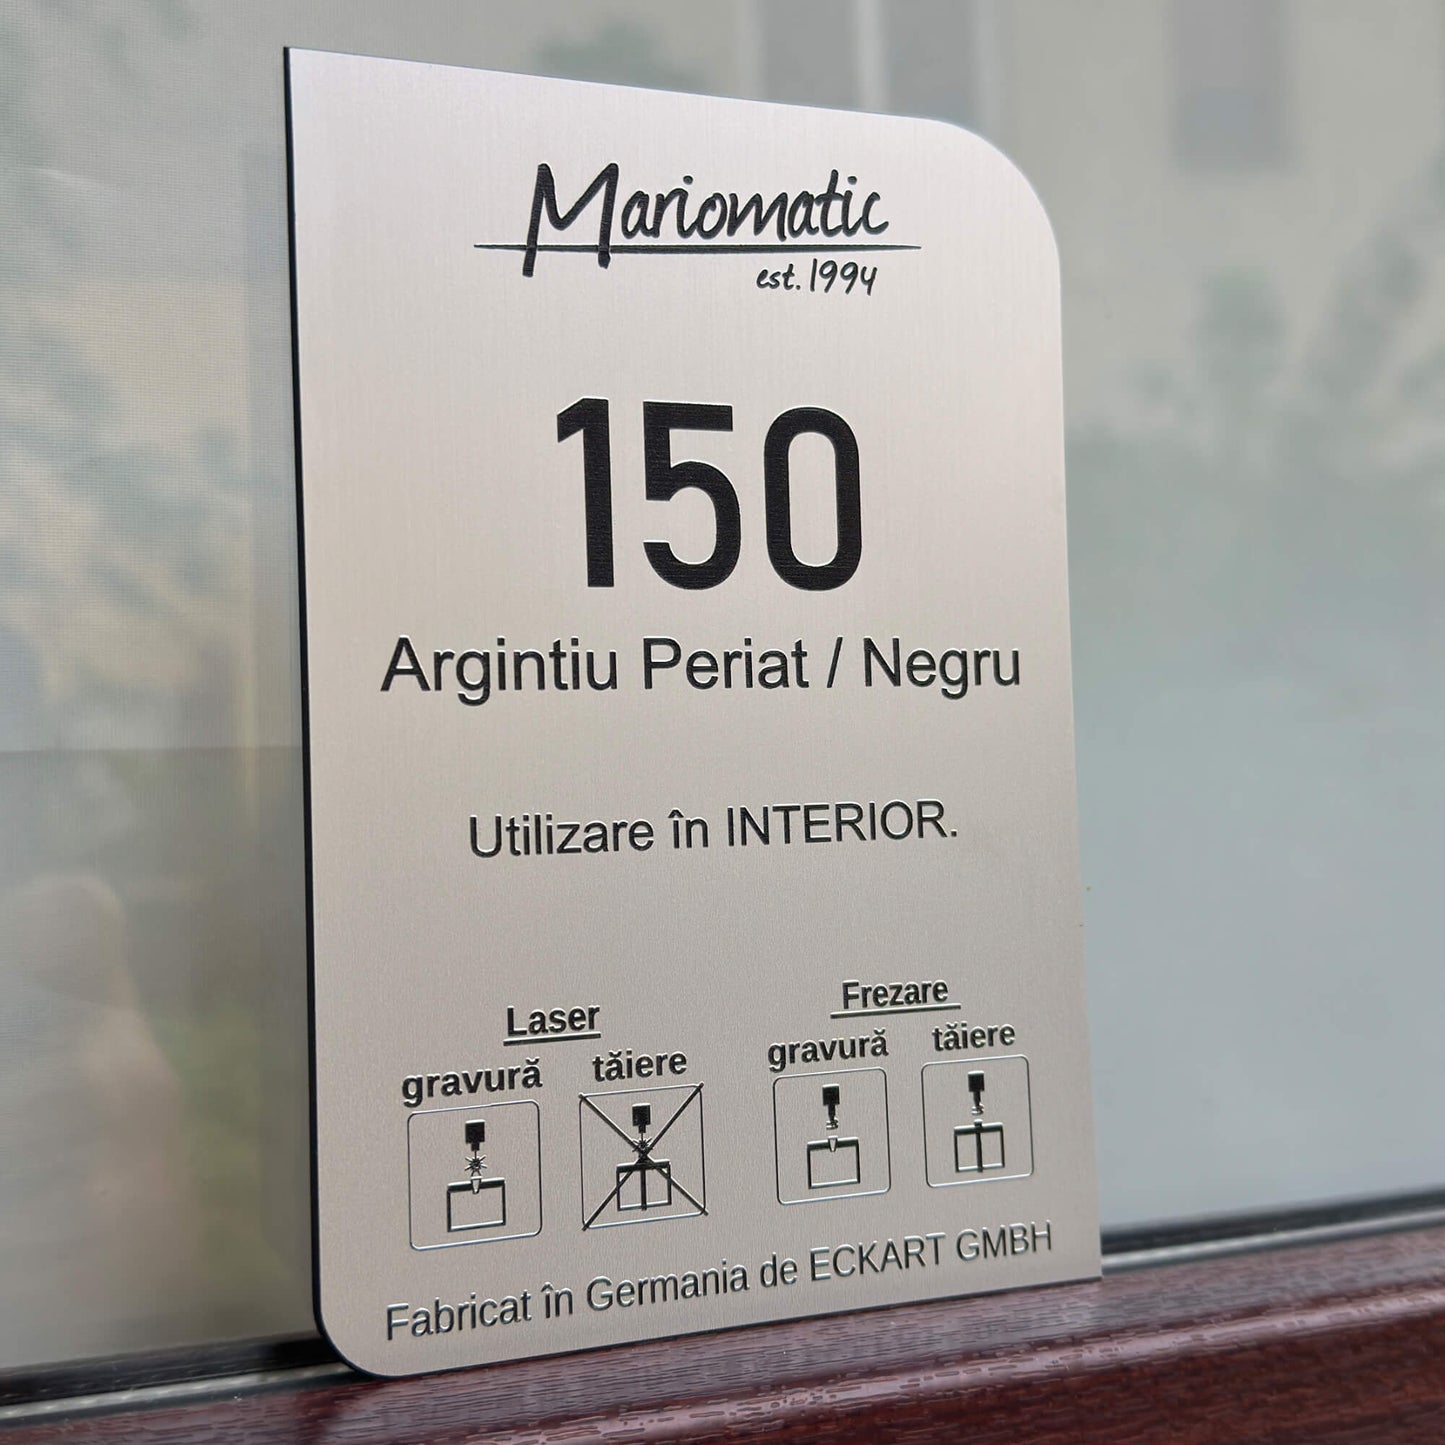 Mariomatic
est. 1994
150
Argintiu Periat / Negru
Utilizare în INTERIOR.
Laser
gravură tăiere
Frezare
gravură tăiere
Fabricat în Germania de ECKART GMBH